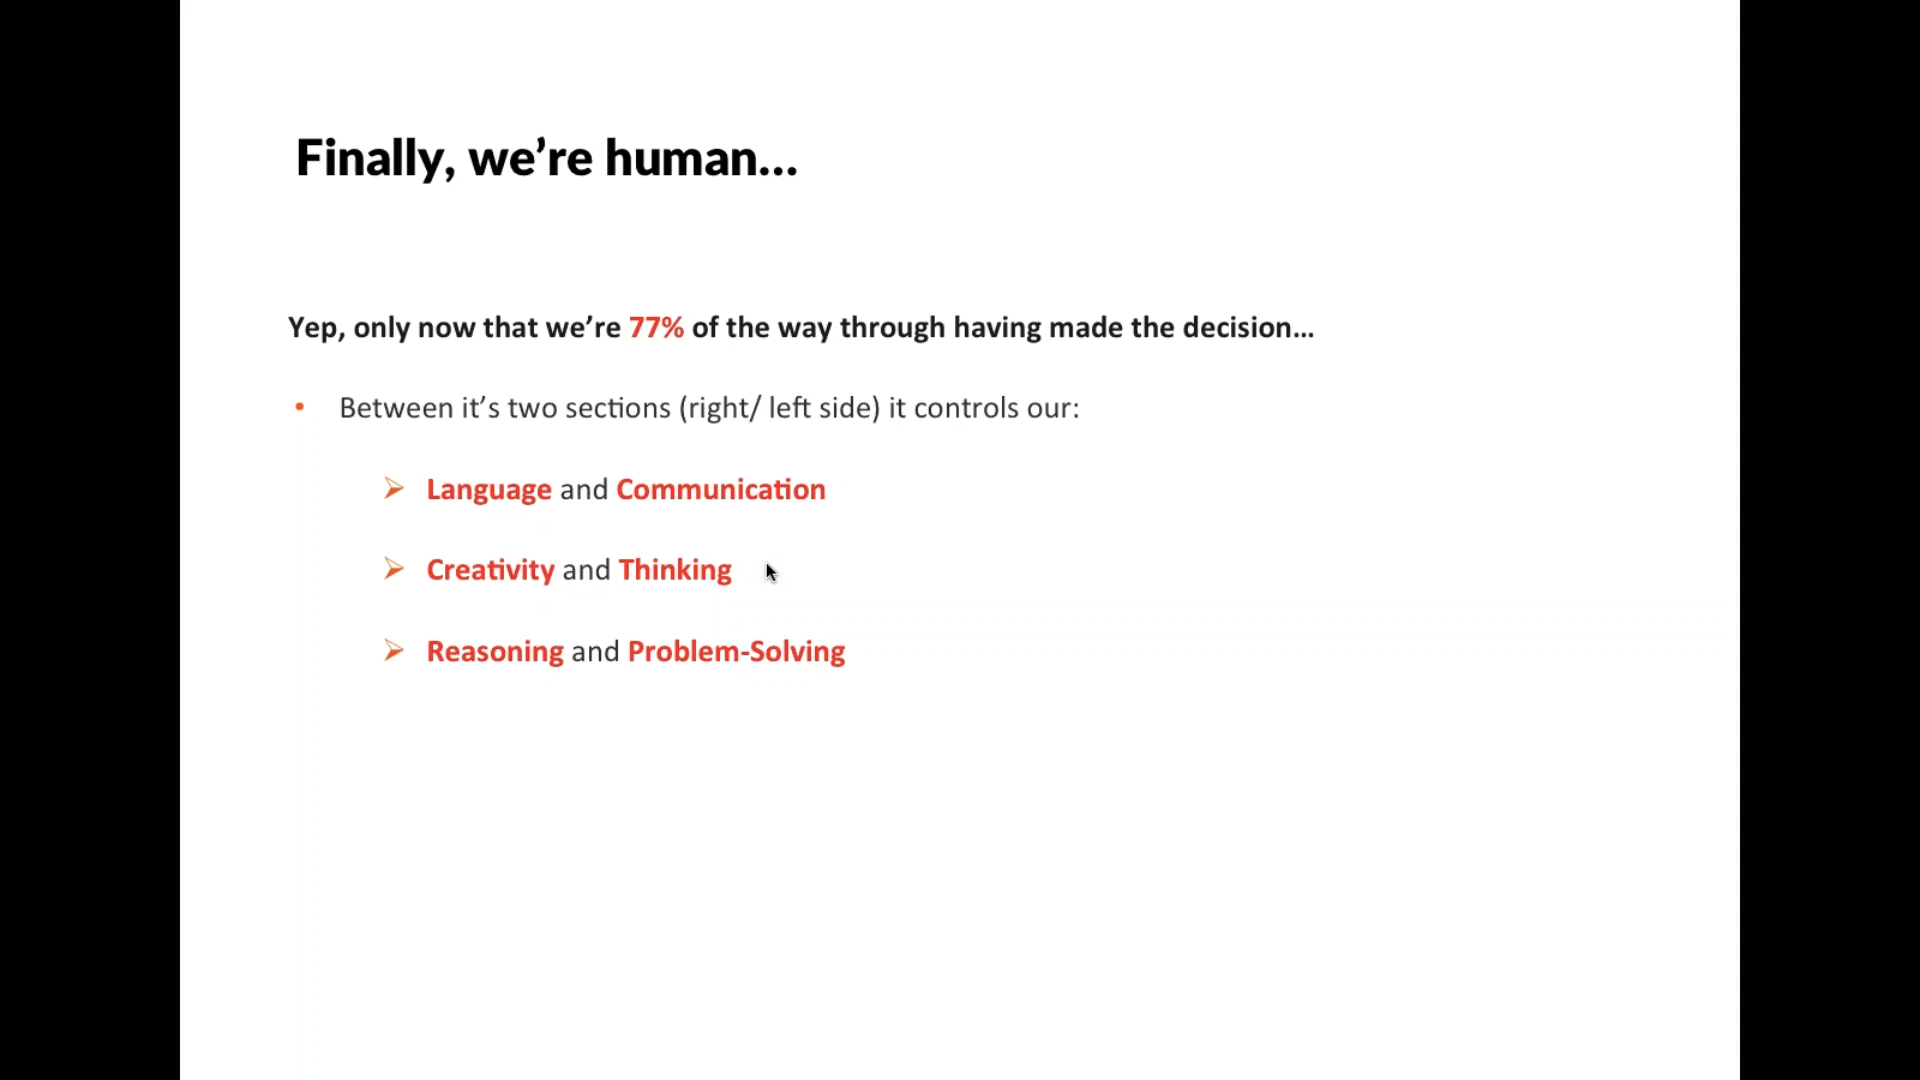 Finally, we’re human...
Yep, only now that we’re 77% of the way through having made the decision...
• Between it’s two sections (right/ left side) it controls our:
➢ Language and Communication
➢ Creativity and Thinking
➢ Reasoning and Problem-Solving